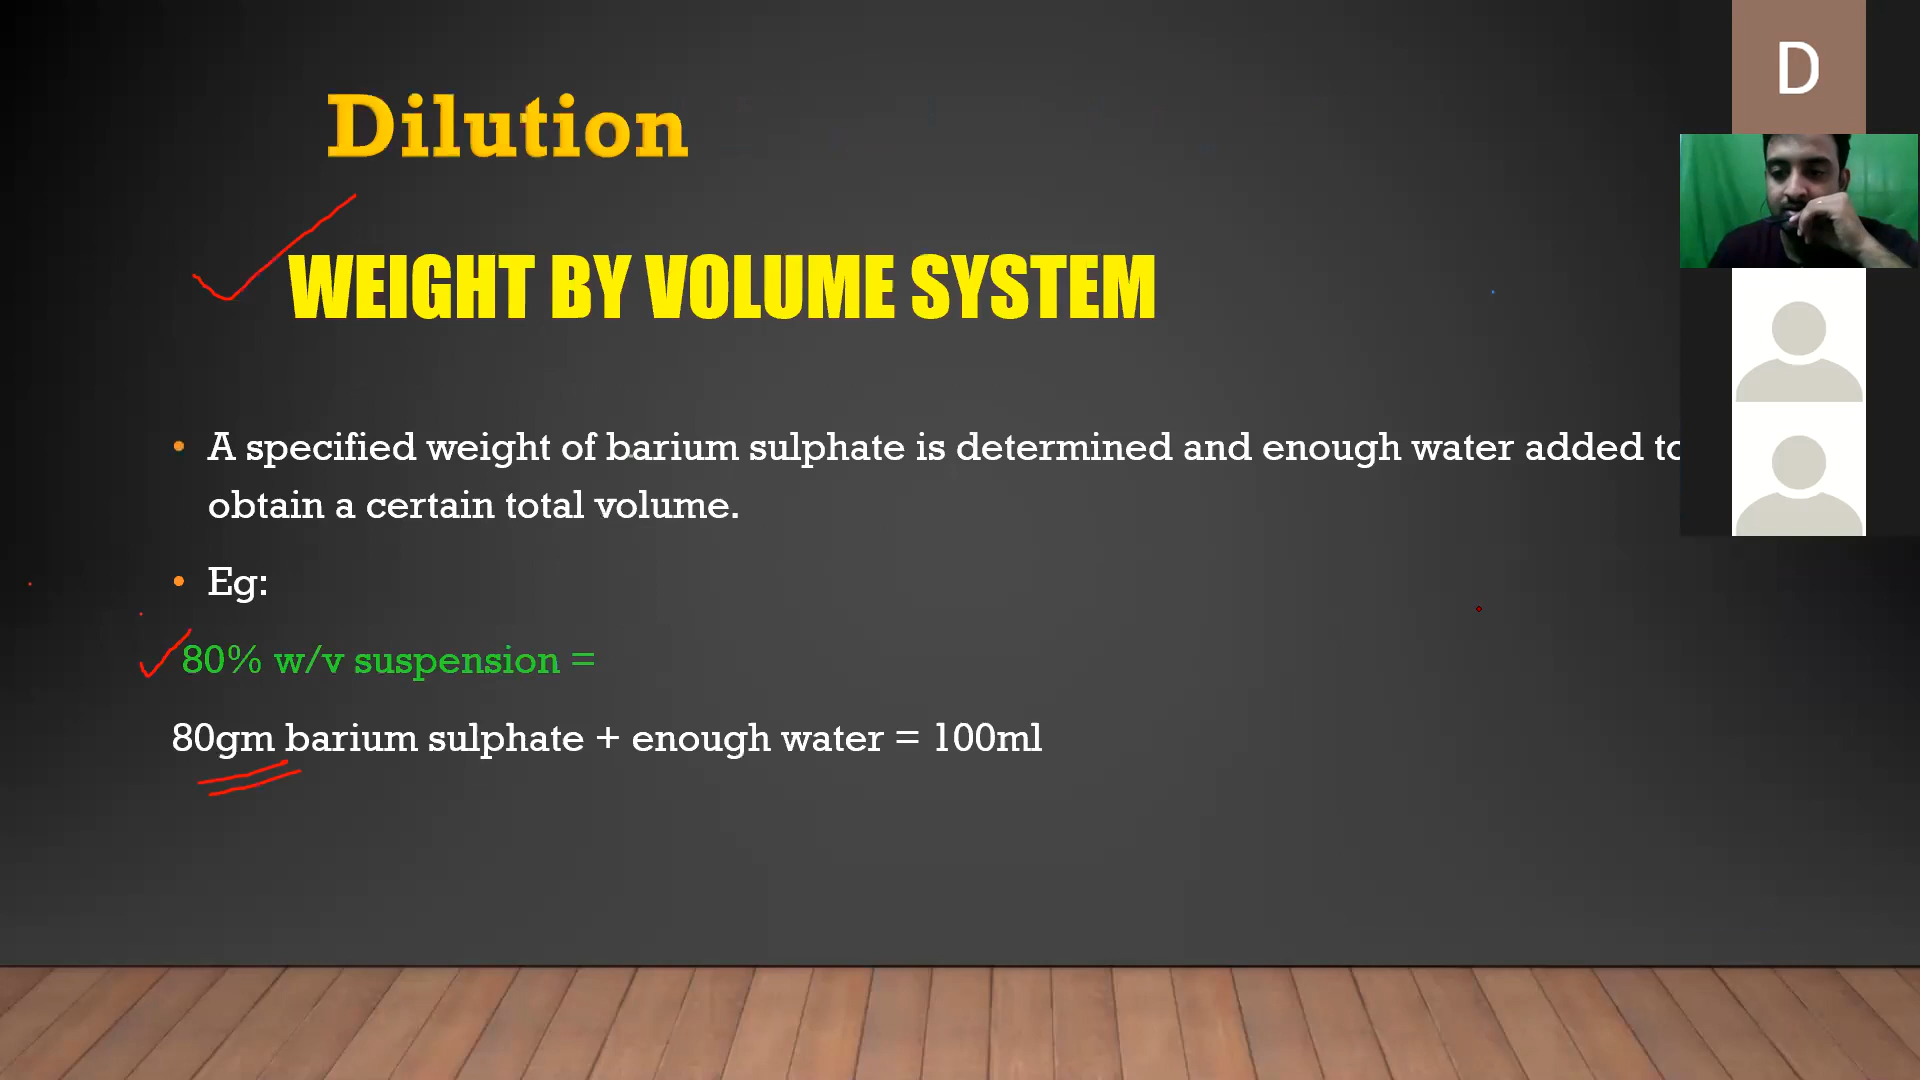 Dilution
WEIGHT BY VOLUME SYSTEM
• A specified weight of barium sulphate is determined and enough water added to
obtain a certain total volume.
• Eg:
80% w/v suspension =
80gm barium sulphate + enough water = 100ml
D